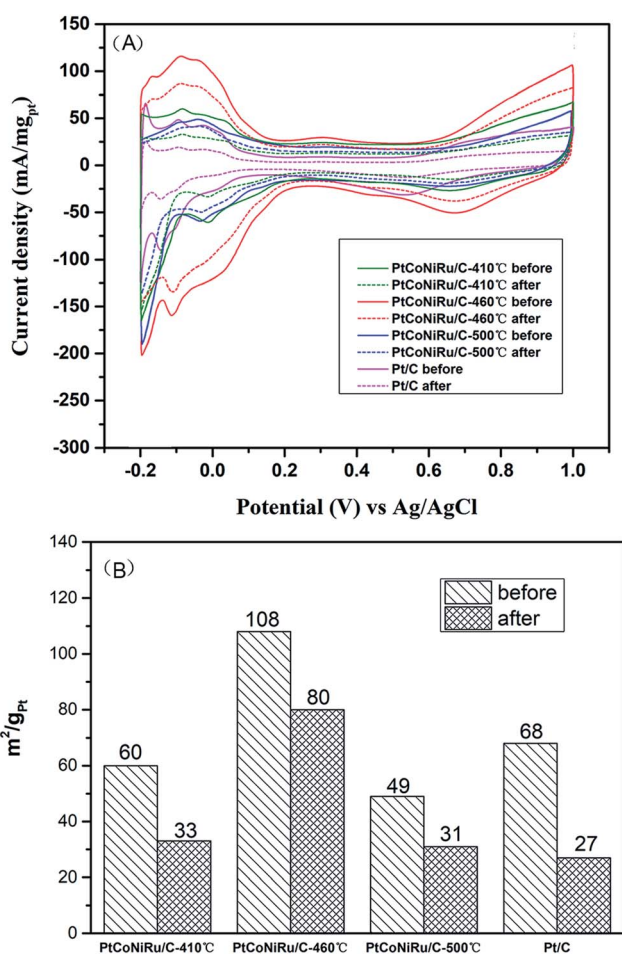 (A)
150
100
50
0
-50
-100
-150
-200
-250
-300
Current density (mA/mgpt)
PtCoNiRu/C-410℃ before
PtCoNiRu/C-410℃ after
PtCoNiRu/C-460℃ before
PtCoNiRu/C-460℃ after
PtCoNiRu/C-500℃ before
PtCoNiRu/C-500℃ after
Pt/C before
Pt/C after
-0.2 0.0 0.2 0.4 0.6 0.8 1.0
Potential (V) vs Ag/AgCl
(B)
140
120
100
80
60
40
20
0
m²/gPt
before
after
60 33 108 80 49 31 68 27
PtCoNiRu/C-410℃ PtCoNiRu/C-460℃ PtCoNiRu/C-500℃ Pt/C